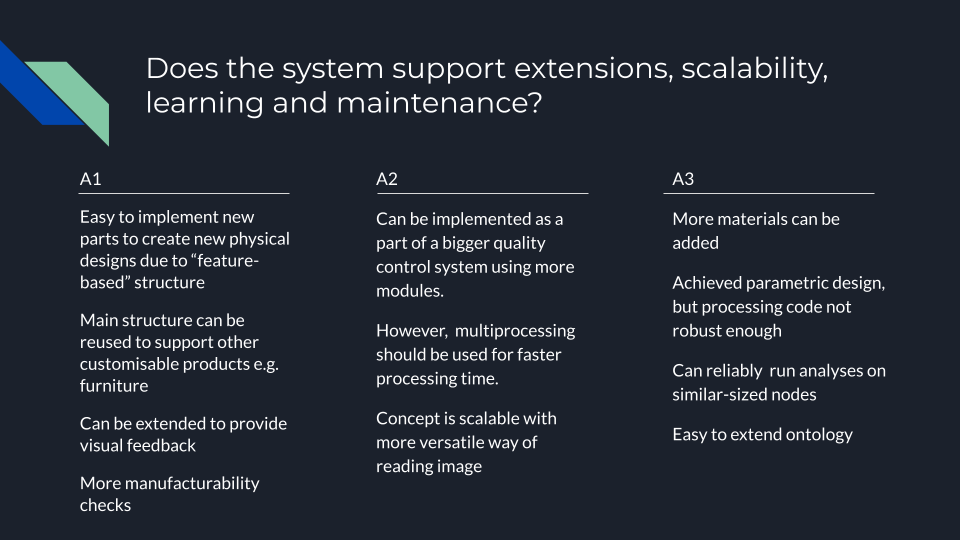 Does the system support extensions, scalability,
learning and maintenance?
A1
Easy to implement new
parts to create new physical
designs due to “feature-
based” structure
Main structure can be
reused to support other
customisable products e.g.
furniture
Can be extended to provide
visual feedback
More manufacturability
checks
A2
Can be implemented as a
part of a bigger quality
control system using more
modules.
However,  multiprocessing
should be used for faster
processing time.
Concept is scalable with
more versatile way of
reading image
A3
More materials can be
added
Achieved parametric design,
but processing code not
robust enough
Can reliably  run analyses on
similar-sized nodes
Easy to extend ontology